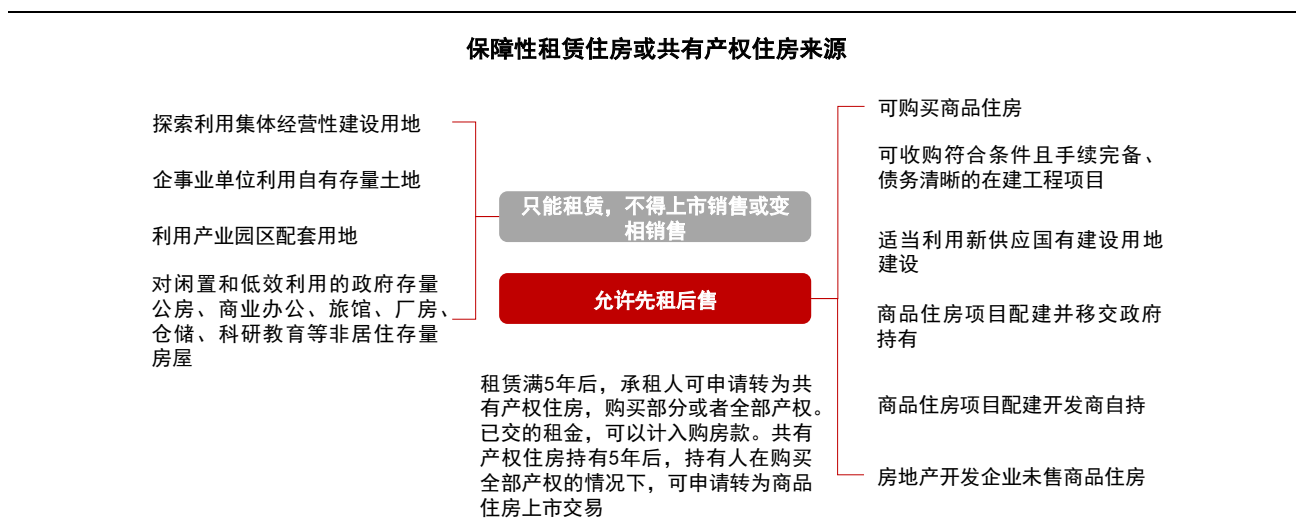 保障性租赁住房或共有产权住房来源
探索利用集体经营性建设用地
企事业单位利用自有存量土地
利用产业园区配套用地
对闲置和低效利用的政府存量
公房、商业办公、旅馆、厂房、
仓储、科研教育等非居住存量
房屋
只能租赁，不得上市销售或变
相销售
允许先租后售
租赁满5年后，承租人可申请转为共
有产权住房，购买部分或者全部产权。
已交的租金，可以计入购房款。共有
产权住房持有5年后，持有人在购买
全部产权的情况下，可申请转为商品
住房上市交易
可购买商品住房
可收购符合条件且手续完备、
债务清晰的在建工程项目
适当利用新供应国有建设用地
建设
商品住房项目配建并移交政府
持有
商品住房项目配建开发商自持
房地产开发企业未售商品住房